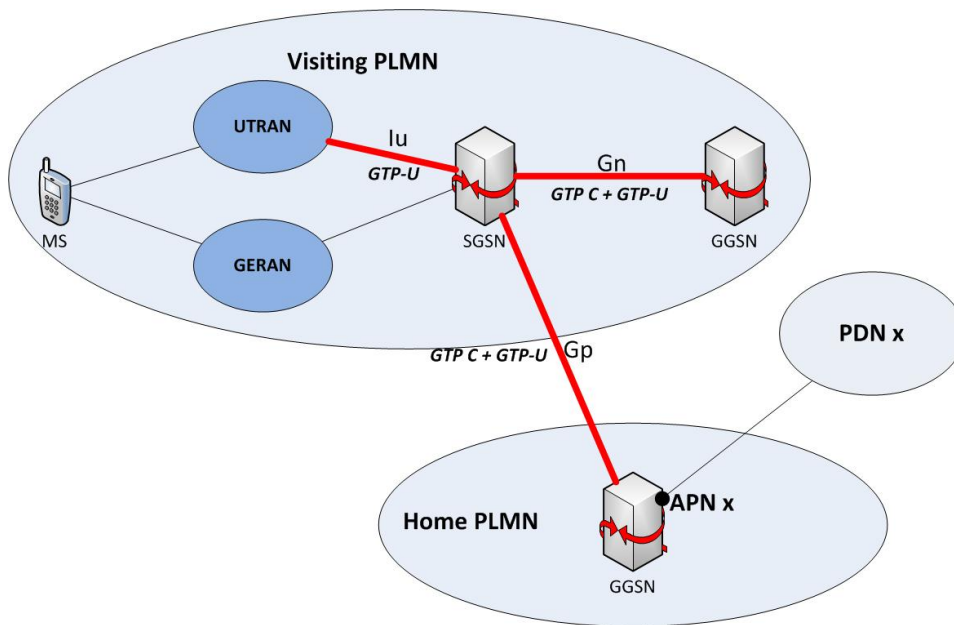 Visiting PLMN
UTRAN
Iu
GTP-U
Gn
GTP C + GTP-U
MS
SGSN
GGSN
GERAN
PDN x
GTP C + GTP-U
Gp
APN x
Home PLMN
GGSN